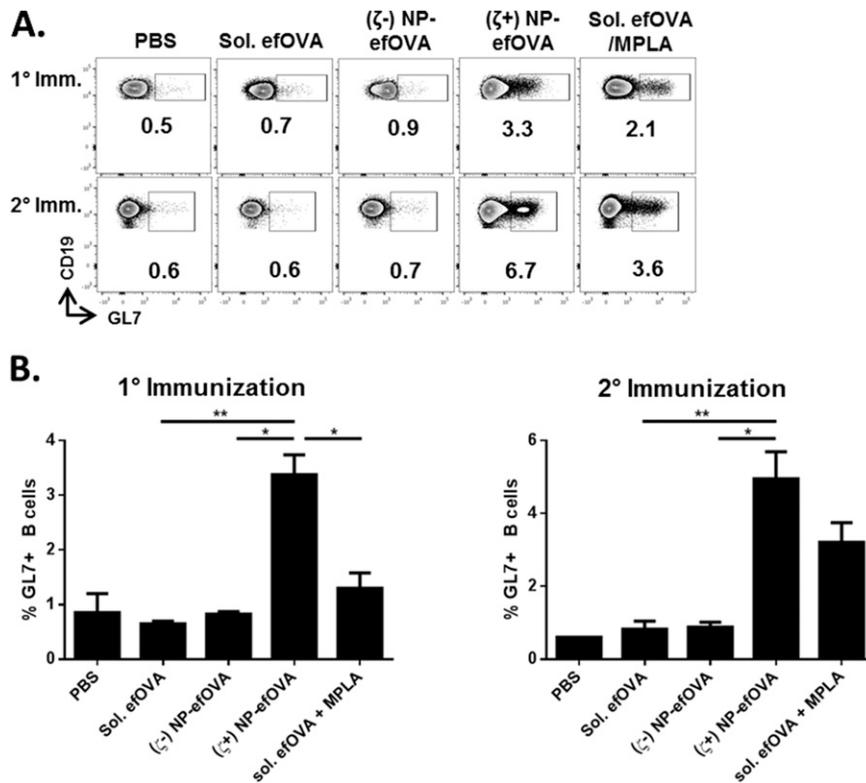 A.
PBS Sol. efOVA (ζ-) NP-efOVA (ζ+) NP-efOVA Sol. efOVA/MPLA
1° Imm.
0.5 0.7 0.9 3.3 2.1
2° Imm.
0.6 0.6 0.7 6.7 3.6
CD19
GL7
B.
1° Immunization
**
* *
% GL7+ B cells
4
3
2
1
0
PBS
Sol. efOVA
(ζ-) NP-efOVA
(ζ+) NP-efOVA
sol. efOVA + MPLA
2° Immunization
**
*
% GL7+ B cells
6
4
2
0
PBS
Sol. efOVA
(ζ-) NP-efOVA
(ζ+) NP-efOVA
sol. efOVA + MPLA